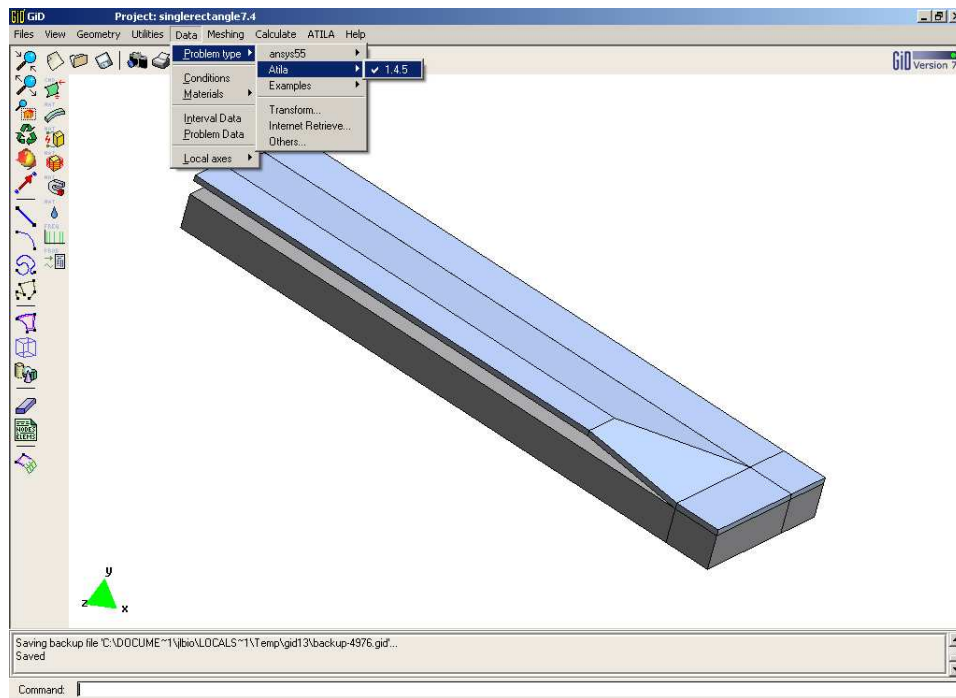 GiD Project: singlerectangle7.4
Files View Geometry Utilities Data Meshing Calculate ATILA Help
Problem type
Conditions
Materials
Interval Data
Problem Data
Local axes
ansys55
Atila
Examples
Transform...
Internet Retrieve...
Others...
1.4.5
GiD Version 7
y
z
x
Saving backup file 'C:\DOCUME~1\jlbio\LOCALS~1\Temp\gid13\backup-4976.gid'...
Saved
Command: